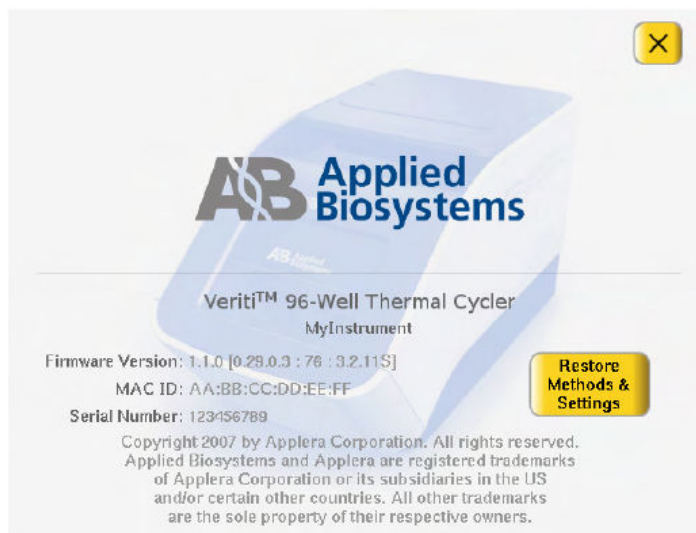 AB Applied
Biosystems
AB Applied
Biosystems
Veriti™ 96-Well Thermal Cycler
MyInstrument
Firmware Version: 1.1.0 [0.29.0.3 : 76 : 3.2.11S]
MAC ID: AA:BB:CC:DD:EE:FF
Serial Number: 123456789
Restore
Methods &
Settings
Copyright 2007 by Applera Corporation. All rights reserved.
Applied Biosystems and Applera are registered trademarks
of Applera Corporation or its subsidiaries in the US
and/or certain other countries. All other trademarks
are the sole property of their respective owners.